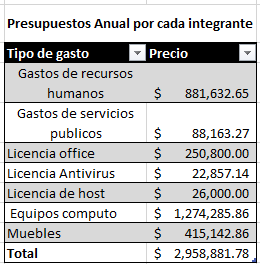 Presupuestos Anual por cada integrante
Tipo de gasto Precio
Gastos de recursos
humanos $ 881,632.65
Gastos de servicios
publicos $ 88,163.27
Licencia office $ 250,800.00
Licencia Antivirus $ 22,857.14
Licencia de host $ 26,000.00
Equipos computo $ 1,274,285.86
Muebles $ 415,142.86
Total $ 2,958,881.78